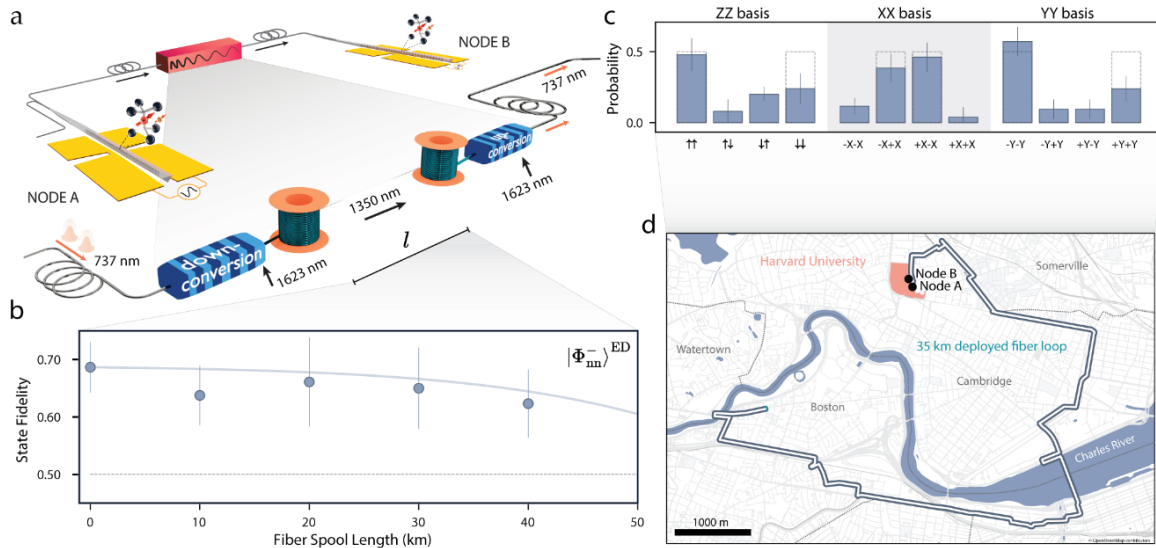 a
NODE B
NODE A
737 nm
down-
conversion
1623 nm
1350 nm
l
conversion
1623 nm
737 nm
b
|Φ⁻nn⟩ED
State Fidelity
0.70
0.60
0.50
0 10 20 30 40 50
Fiber Spool Length (km)
c
ZZ basis XX basis YY basis
Probability
0.5
0.0
↑↑ ↑↓ ↓↑ ↓↓ -X-X -X+X +X-X +X+X -Y-Y -Y+Y +Y-Y +Y+Y
d
Harvard University
Node B
Node A
Somerville
35 km deployed fiber loop
Watertown
Cambridge
Boston
Charles River
1000 m
© OpenStreetMap contributors